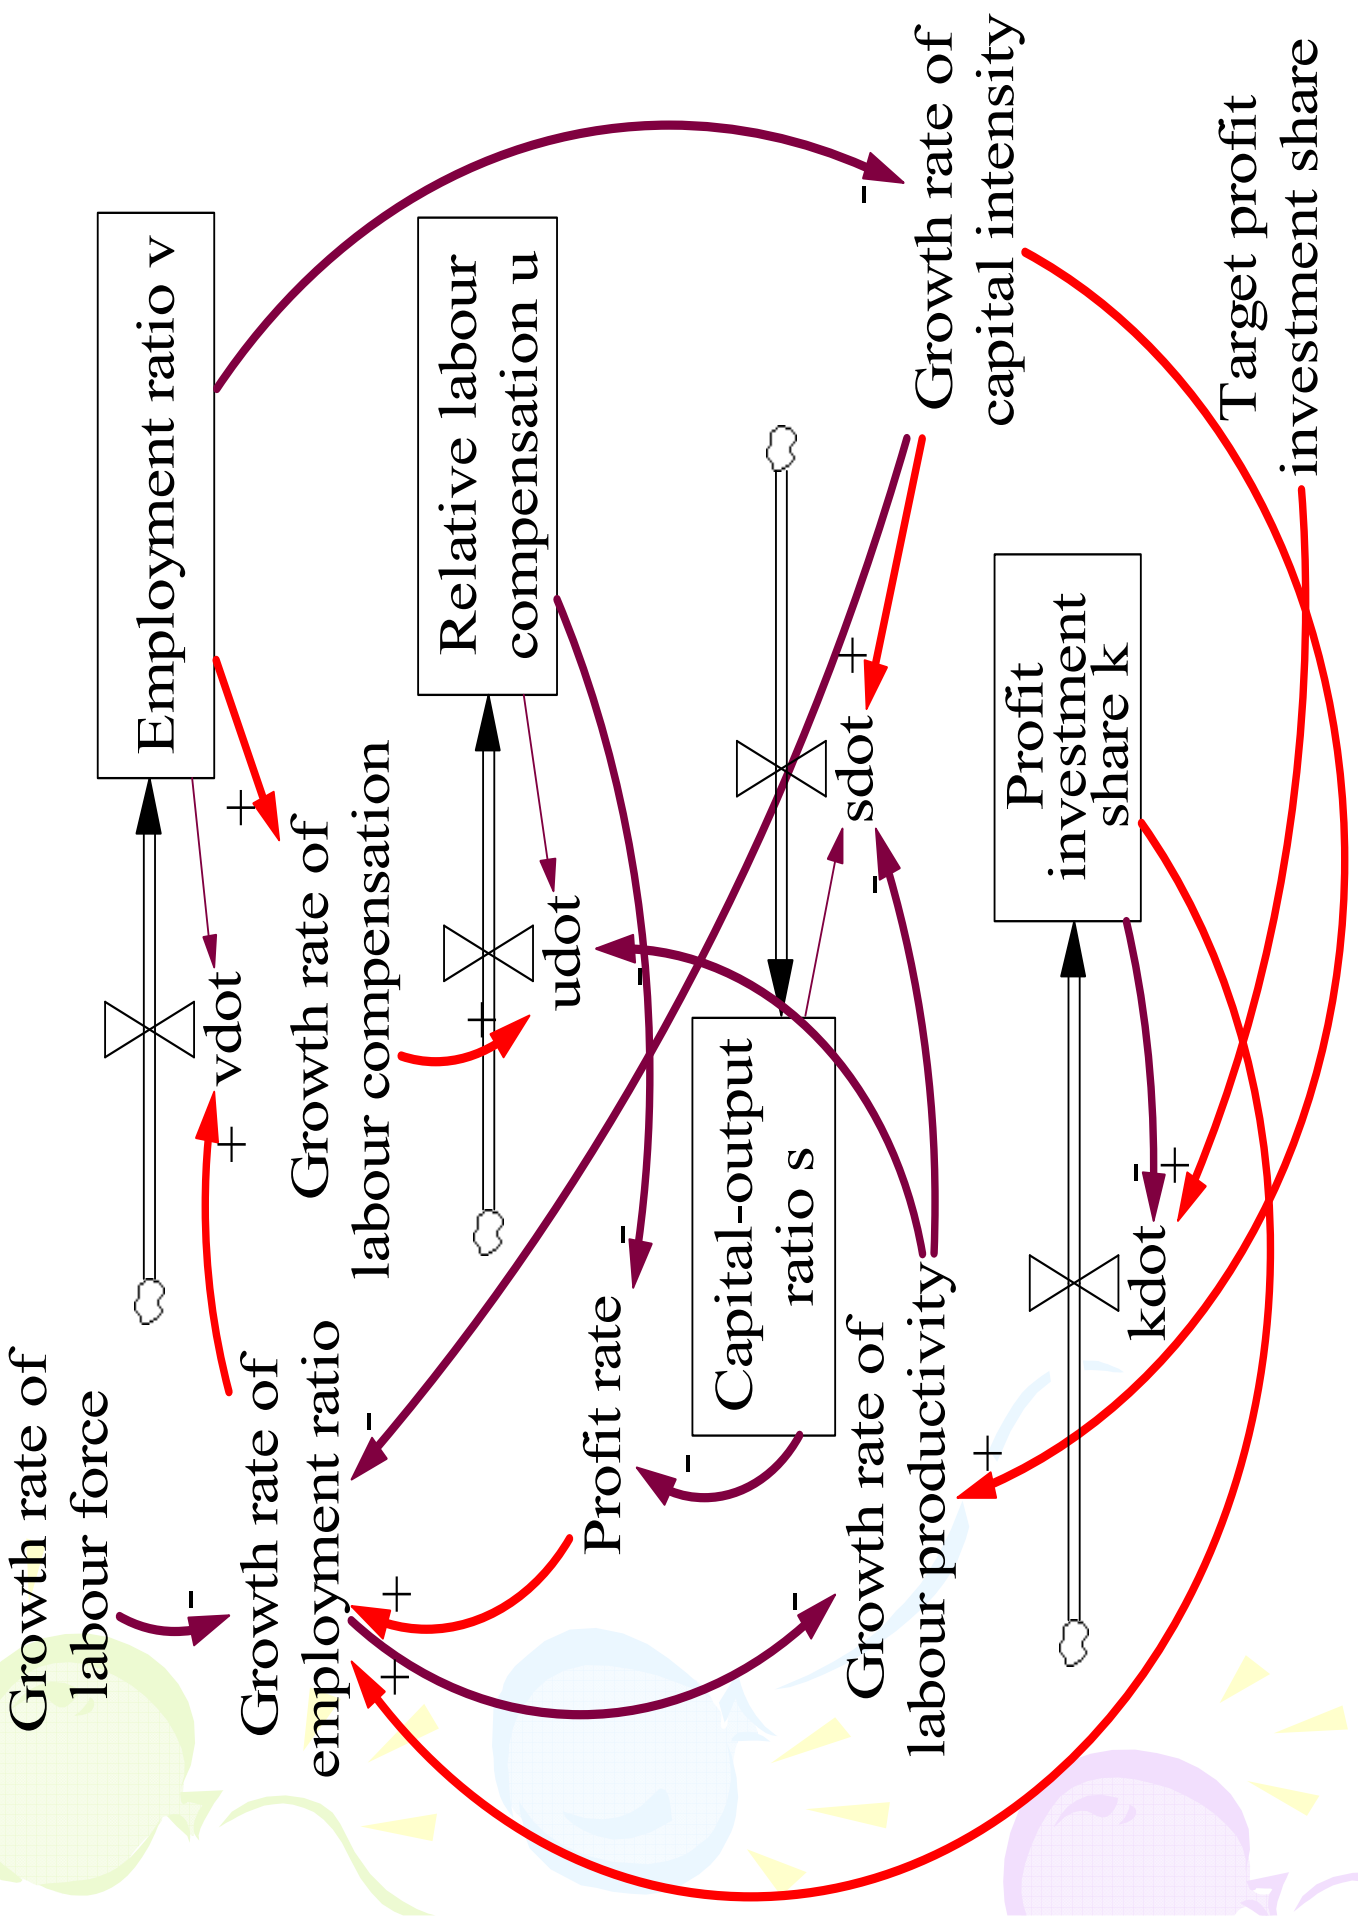 Growth rate of
labour force
Employment ratio v
vdot
+
+
-
Growth rate of
employment ratio
Growth rate of
labour compensation
+
+
-
+
Relative labour
compensation u
udot
-
-
Profit rate
-
Capital-output
ratio s
sdot
+
-
-
Growth rate of
labour productivity
+
Growth rate of
capital intensity
-
Profit
investment
share k
kdot
-
+
Target profit
investment share